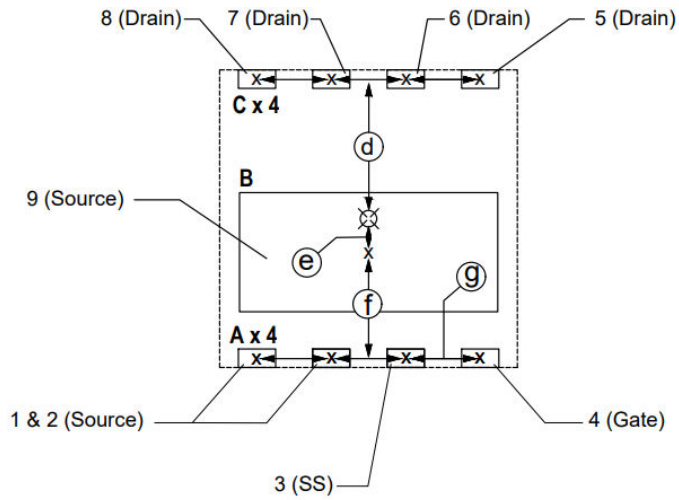 8 (Drain) 7 (Drain) 6 (Drain) 5 (Drain)
x x x x
C x 4
d
B
9 (Source)
e
x
g
f
A x 4
x x x x
1 & 2 (Source) 4 (Gate)
3 (SS)